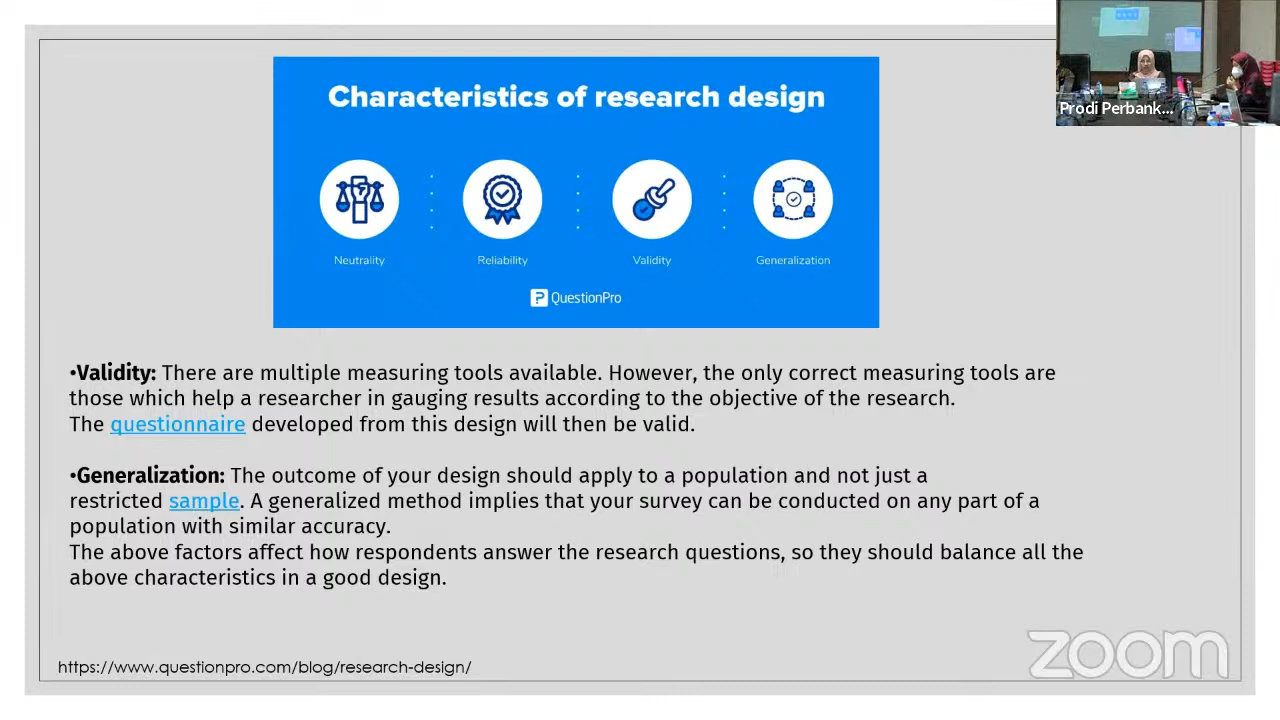 Characteristics of research design
Neutrality
Reliability
Validity
Generalization
QuestionPro
Prodi Perbank...
•Validity: There are multiple measuring tools available. However, the only correct measuring tools are
those which help a researcher in gauging results according to the objective of the research.
The questionnaire developed from this design will then be valid.
•Generalization: The outcome of your design should apply to a population and not just a
restricted sample. A generalized method implies that your survey can be conducted on any part of a
population with similar accuracy.
The above factors affect how respondents answer the research questions, so they should balance all the
above characteristics in a good design.
https://www.questionpro.com/blog/research-design/
zoom